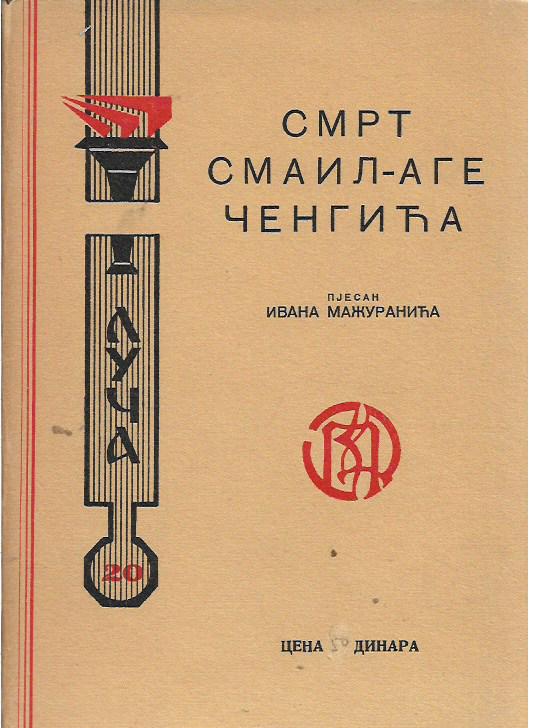 СМРТ
СМАИЛ-АГЕ
ЧЕНГИЋА
ПЈЕСАН
ИВАНА МАЖУРАНИЋА
ЛУЧА
20
ЦЕНА ДИНАРА